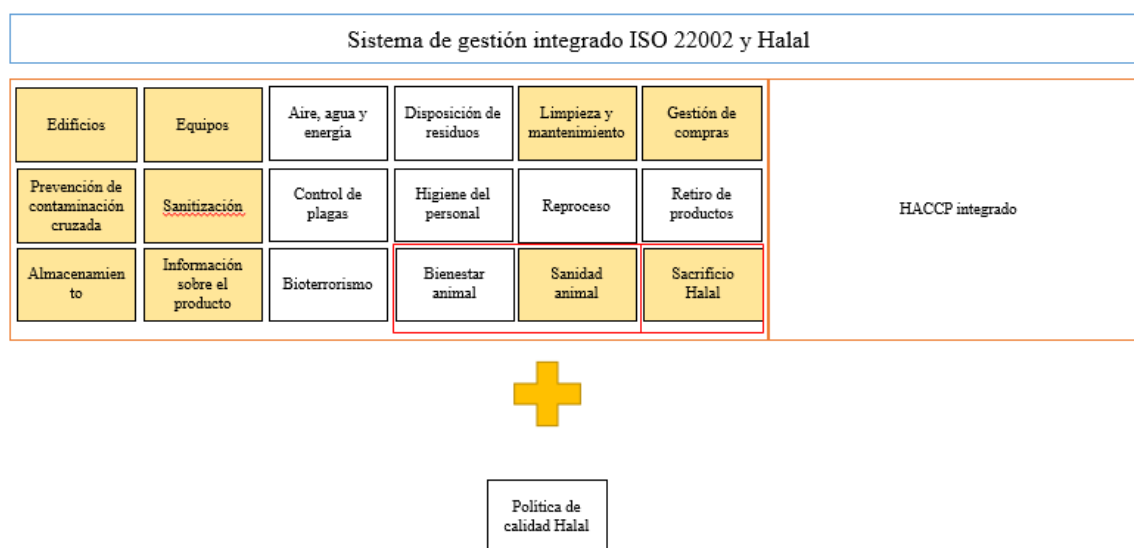 Sistema de gestión integrado ISO 22002 y Halal
Edificios
Equipos
Aire, agua y
energía
Disposición de
residuos
Limpieza y
mantenimiento
Gestión de
compras
Prevención de
contaminación
cruzada
Sanitización
Control de
plagas
Higiene del
personal
Reproceso
Retiro de
productos
HACCP integrado
Almacenamien
to
Información
sobre el
producto
Bioterrorismo
Bienestar
animal
Sanidad
animal
Sacrificio
Halal
Política de
calidad Halal